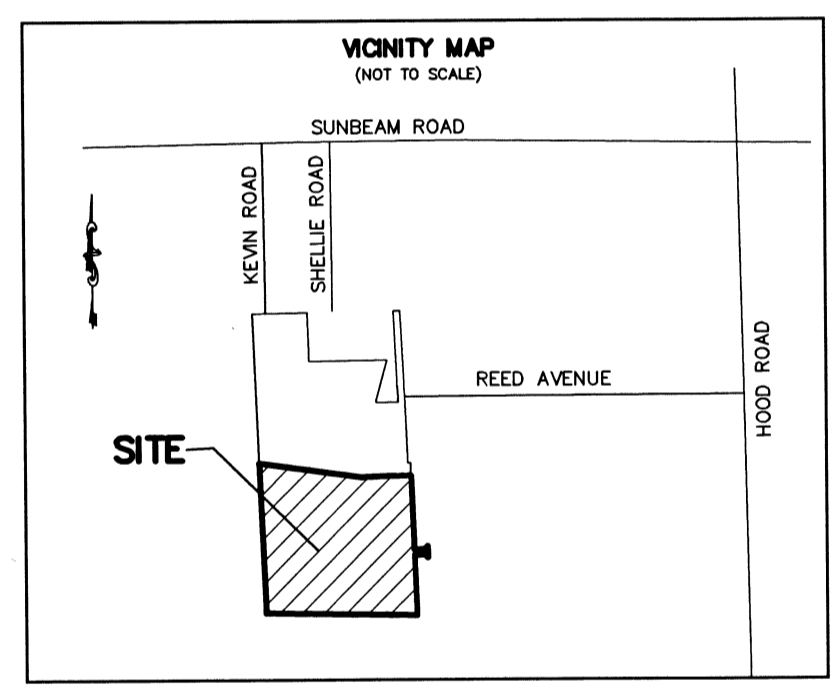 VICINITY MAP
(NOT TO SCALE)
SUNBEAM ROAD
KEVIN ROAD
SHELLIE ROAD
REED AVENUE
HOOD ROAD
SITE